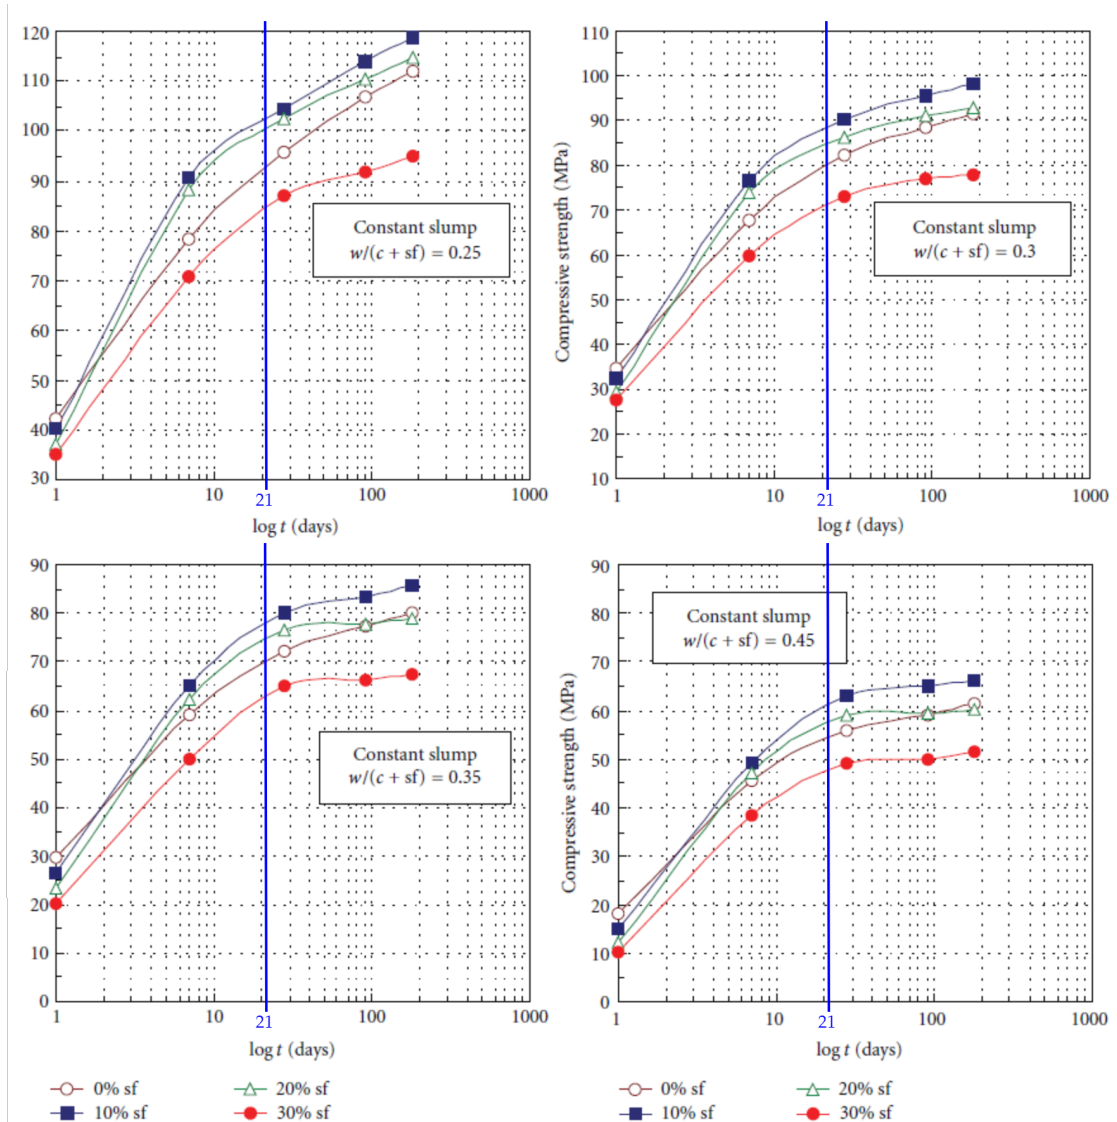 120
110
100
90
80
70
60
50
40
30
Constant slump
w/(c + sf) = 0.25
1
10
21
100
1000
log t (days)
110
100
90
80
70
60
50
40
30
20
10
Compressive strength (MPa)
Constant slump
w/(c + sf) = 0.3
1
10
21
100
1000
log t (days)
90
80
70
60
50
40
30
20
10
0
Constant slump
w/(c + sf) = 0.35
1
10
21
100
1000
log t (days)
90
80
70
60
50
40
30
20
10
0
Compressive strength (MPa)
Constant slump
w/(c + sf) = 0.45
1
10
21
100
1000
log t (days)
0% sf
10% sf
20% sf
30% sf
0% sf
10% sf
20% sf
30% sf